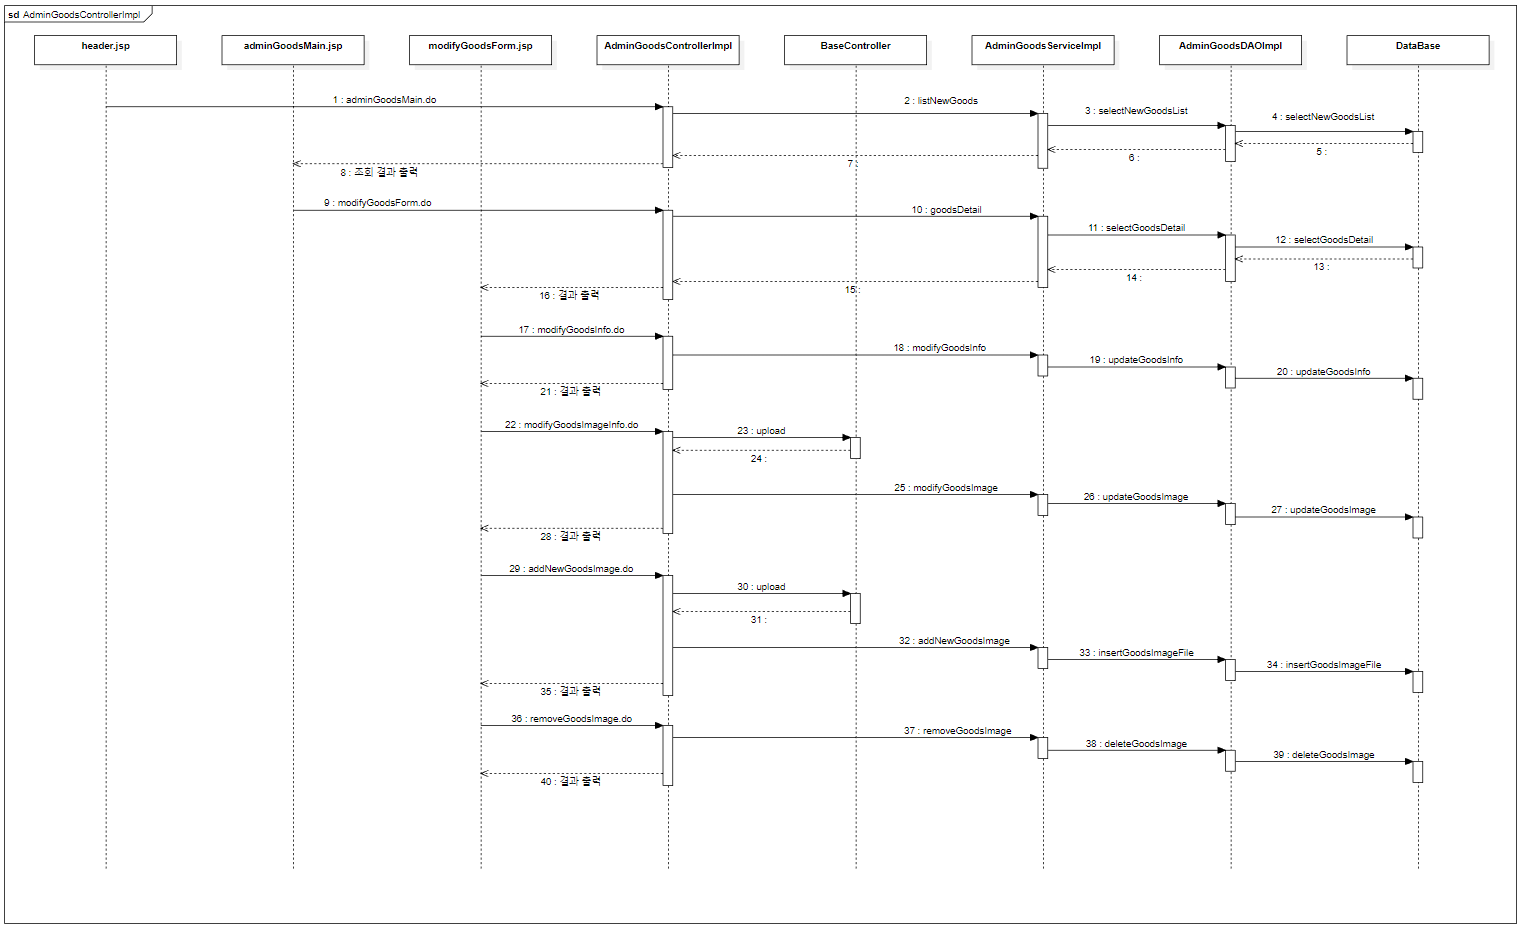 sd AdminGoodsControllerImpl
header.jsp
adminGoodsMain.jsp
modifyGoodsForm.jsp
AdminGoodsControllerImpl
BaseController
AdminGoodsServiceImpl
AdminGoodsDAOImpl
DataBase
1 : adminGoodsMain.do
2 : listNewGoods
3 : selectNewGoodsList
4 : selectNewGoodsList
5 :
6 :
7 :
8 : 조회 결과 출력
9 : modifyGoodsForm.do
10 : goodsDetail
11 : selectGoodsDetail
12 : selectGoodsDetail
13 :
14 :
15 :
16 : 결과 출력
17 : modifyGoodsInfo.do
18 : modifyGoodsInfo
19 : updateGoodsInfo
20 : updateGoodsInfo
21 : 결과 출력
22 : modifyGoodsImageInfo.do
23 : upload
24 :
25 : modifyGoodsImage
26 : updateGoodsImage
27 : updateGoodsImage
28 : 결과 출력
29 : addNewGoodsImage.do
30 : upload
31 :
32 : addNewGoodsImage
33 : insertGoodsImageFile
34 : insertGoodsImageFile
35 : 결과 출력
36 : removeGoodsImage.do
37 : removeGoodsImage
38 : deleteGoodsImage
39 : deleteGoodsImage
40 : 결과 출력